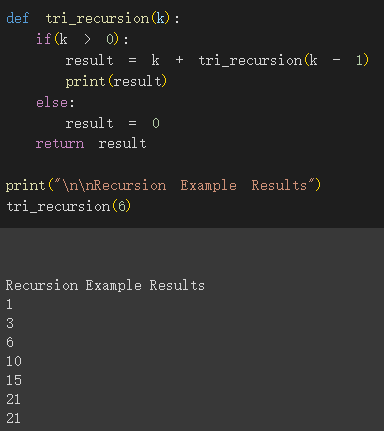 def tri_recursion(k):
    if(k > 0):
        result = k + tri_recursion(k - 1)
        print(result)
    else:
        result = 0
    return result

print("\n\nRecursion Example Results")
tri_recursion(6)

Recursion Example Results
1
3
6
10
15
21
21